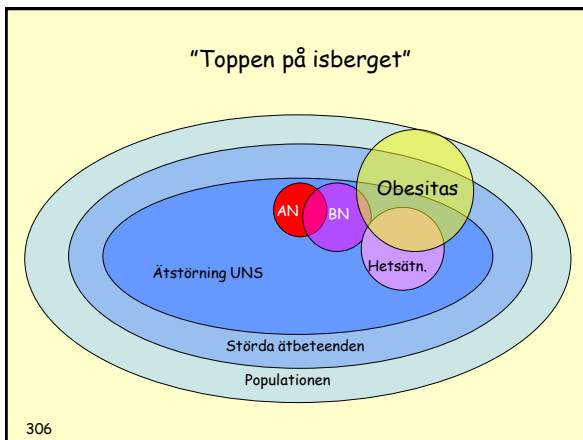 "Toppen på isberget"
Obesitas
AN
BN
Hetsätn.
Ätstörning UNS
Störda ätbeteenden
Populationen
306